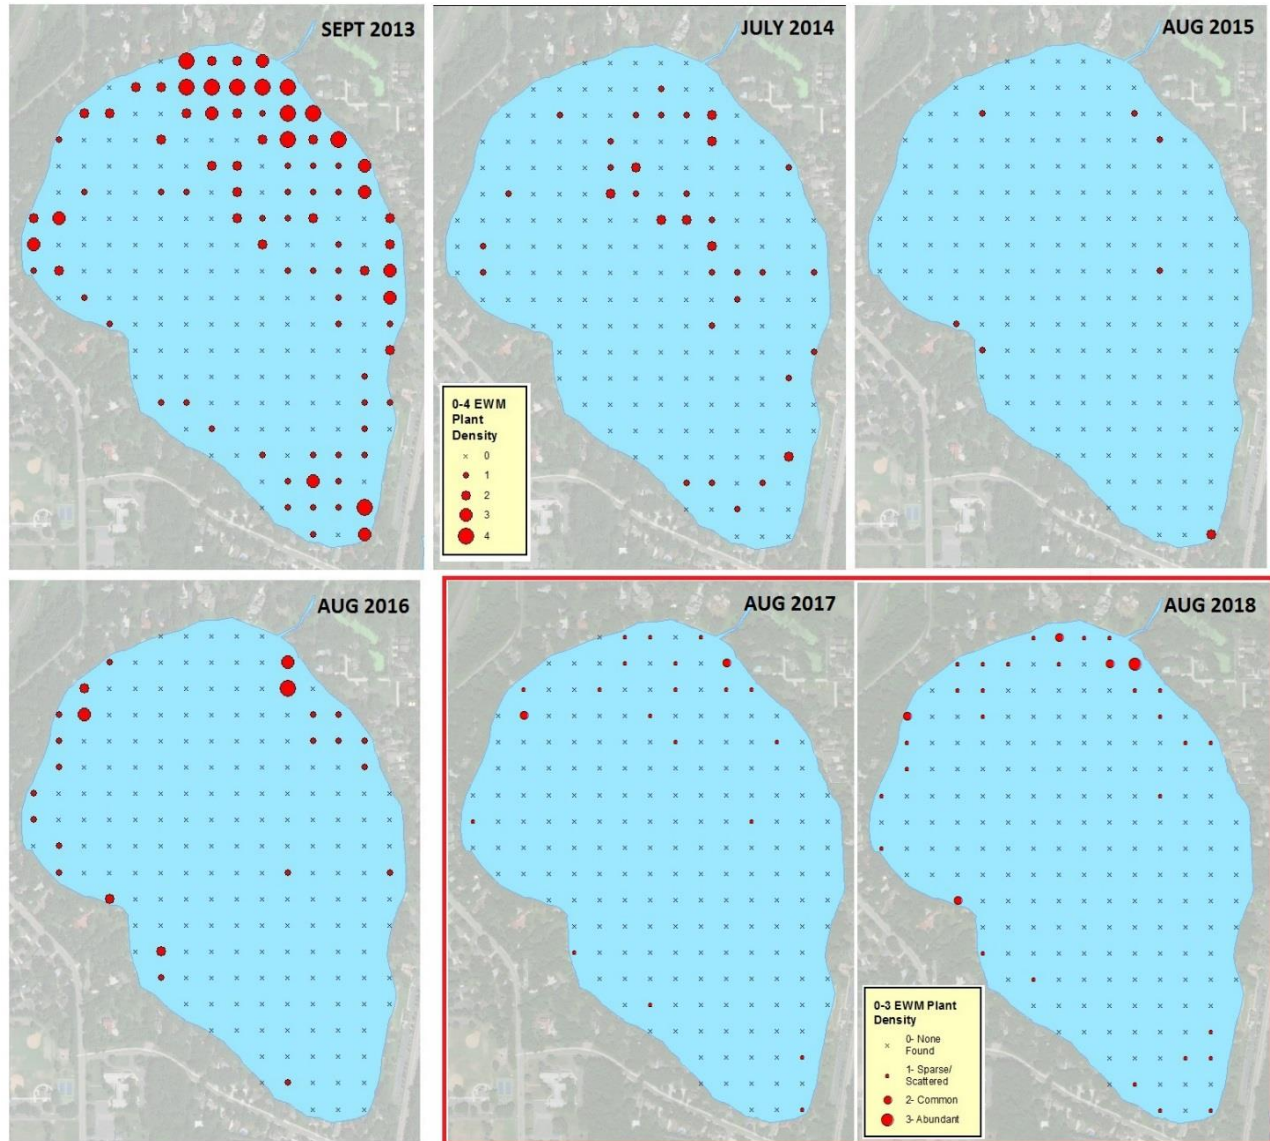 SEPT 2013
JULY 2014
AUG 2015
0-4 EWM
Plant
Density
0
1
2
3
4
AUG 2016
AUG 2017
AUG 2018
0-3 EWM Plant
Density
0- None
Found
1- Sparse/
Scattered
2- Common
3- Abundant